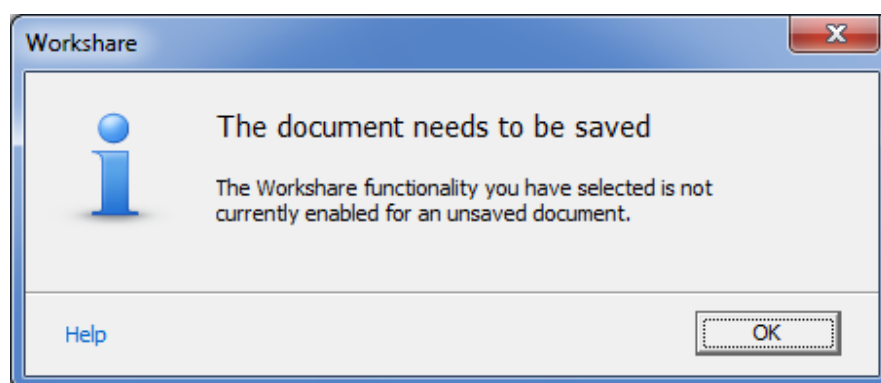 Workshare
The document needs to be saved
The Workshare functionality you have selected is not
currently enabled for an unsaved document.
Help
OK